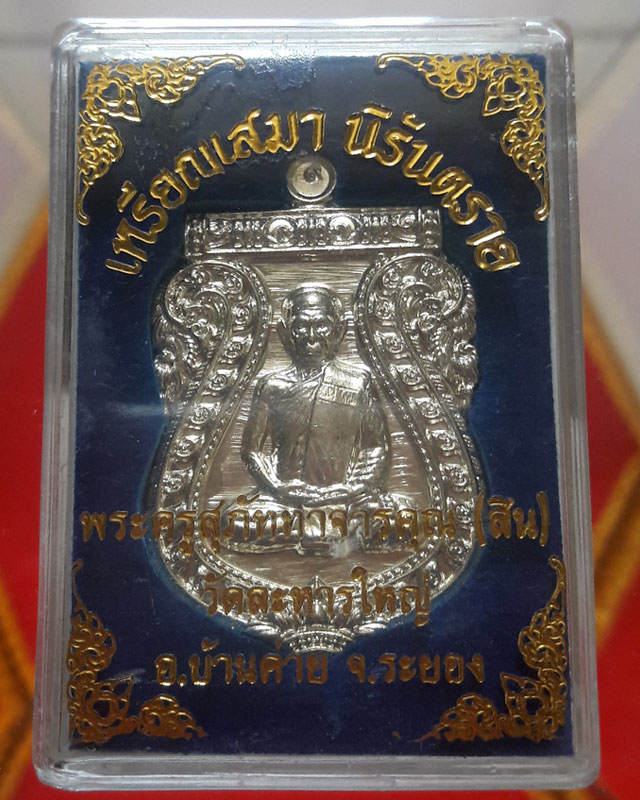 เหรียญเสมา นิรันตราย
พระครูสุภัททาจารคุณ (สิน)
วัดละหารใหญ่
อ.บ้านค่าย จ.ระยอง